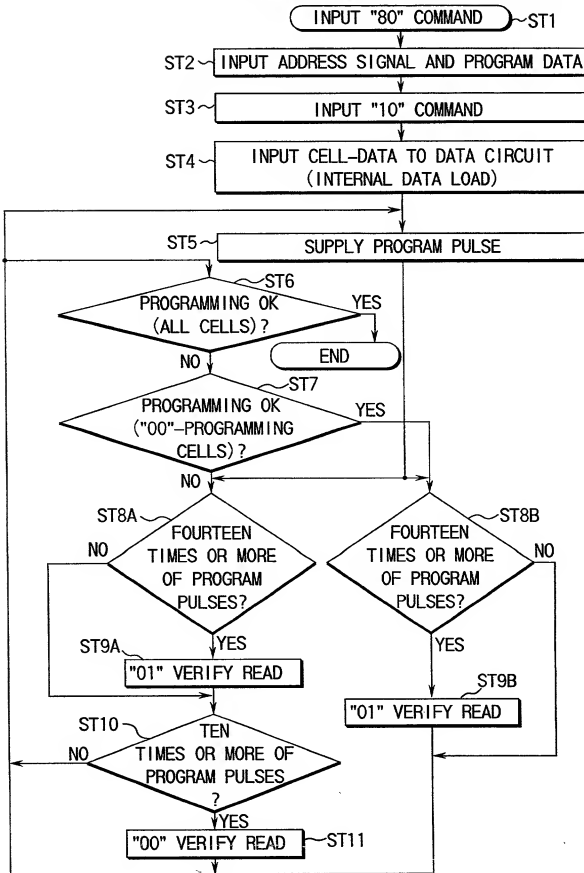 INPUT "80" COMMAND
ST1
ST2
INPUT ADDRESS SIGNAL AND PROGRAM DATA
ST3
INPUT "10" COMMAND
ST4
INPUT CELL-DATA TO DATA CIRCUIT
(INTERNAL DATA LOAD)
ST5
SUPPLY PROGRAM PULSE
ST6
PROGRAMMING OK
(ALL CELLS)?
YES
END
NO
ST7
PROGRAMMING OK
("00"-PROGRAMMING
CELLS)?
YES
NO
ST8A
FOURTEEN
TIMES OR MORE
OF PROGRAM
PULSES?
NO
YES
ST8B
FOURTEEN
TIMES OR MORE
OF PROGRAM
PULSES?
NO
YES
ST9A
"01" VERIFY READ
ST9B
"01" VERIFY READ
ST10
TEN
TIMES OR MORE OF
PROGRAM PULSES
?
NO
YES
"00" VERIFY READ
ST11